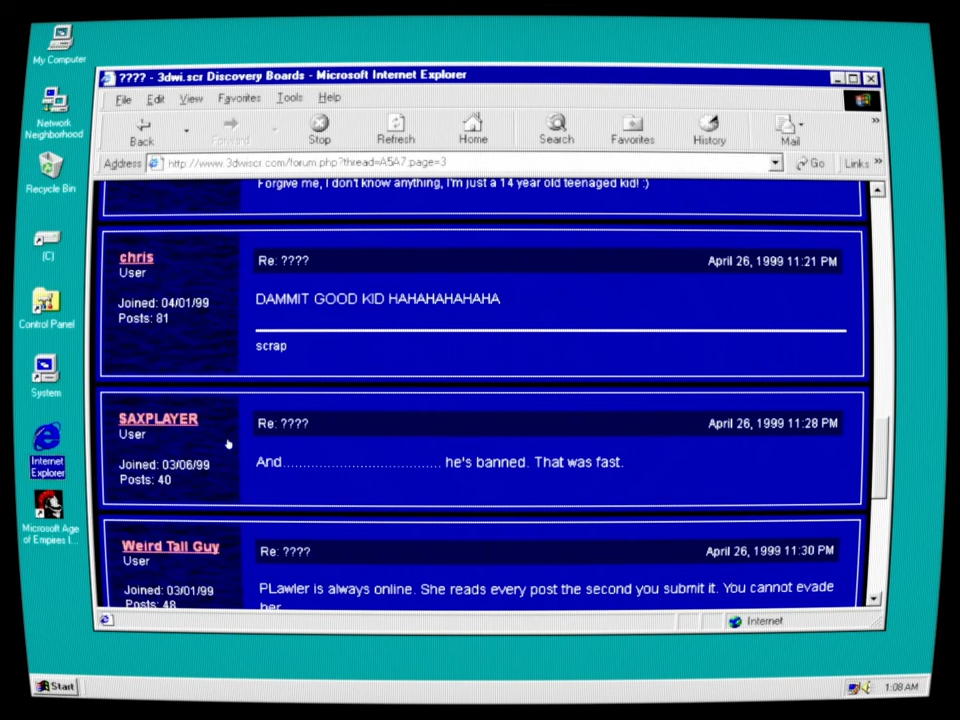 My Computer
Network
Neighborhood
Recycle Bin
(C)
Control Panel
System
Internet
Explorer
Microsoft Age
of Empires I...
???? - 3dwi.scr Discovery Boards - Microsoft Internet Explorer
File Edit View Favorites Tools Help
Back Forward Stop Refresh Home Search Favorites History Mail »
Address http://www.3dwiscr.com/forum.php?thread=A5A7.page=3 Go Links »
Forgive me, I don't know anything, I'm just a 14 year old teenaged kid! :)
chris
User
Joined: 04/01/99
Posts: 81
Re: ???? April 26, 1999 11:21 PM
DAMMIT GOOD KID HAHAHAHAHAHA
scrap
SAXPLAYER
User
Joined: 03/06/99
Posts: 40
Re: ???? April 26, 1999 11:28 PM
And....................................... he's banned. That was fast.
Weird Tall Guy
User
Joined: 03/01/99
Posts: 48
Re: ???? April 26, 1999 11:30 PM
PLawler is always online. She reads every post the second you submit it. You cannot evade
her
Internet
Start 1:08 AM